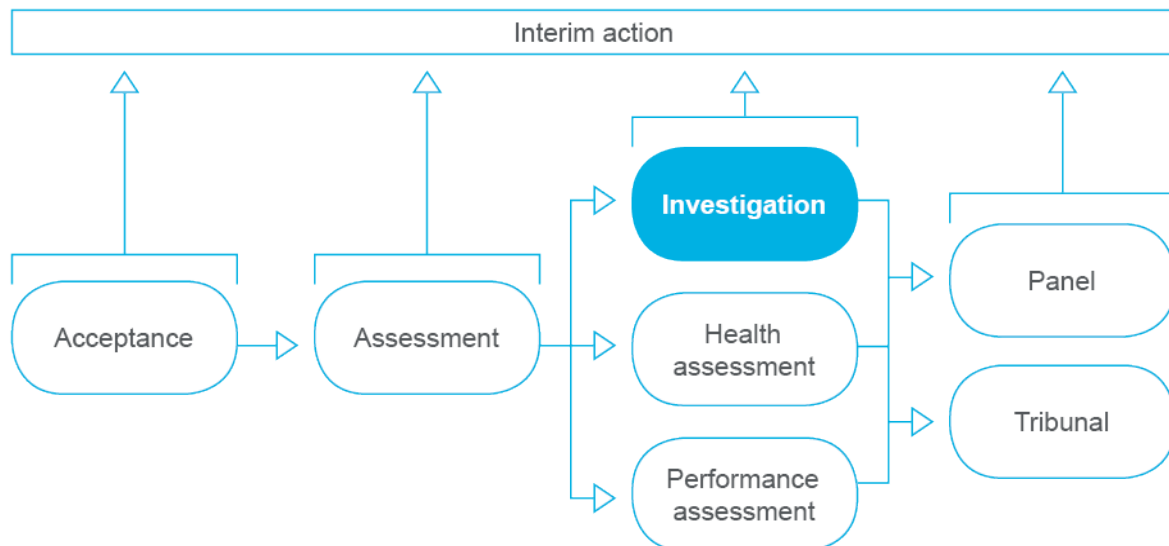 Interim action
Acceptance
Assessment
Investigation
Health
assessment
Performance
assessment
Panel
Tribunal